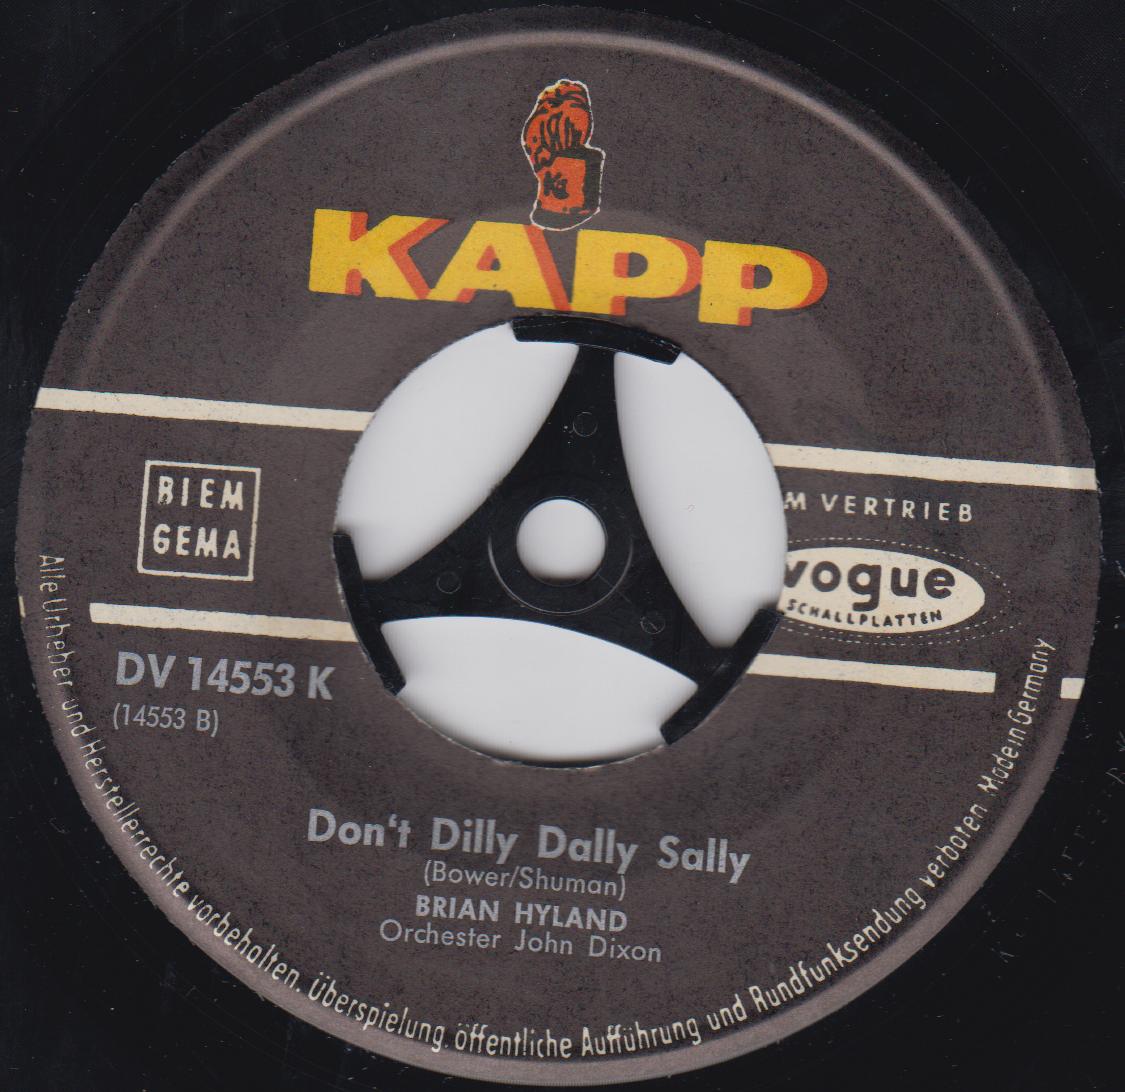 KAPP
BIEM
GEMA
VERTRIEB
vogue
SCHALLPLATTEN
DV 14553 K
(14553 B)
Don't Dilly Dally Sally
(Bower/Shuman)
BRIAN HYLAND
Orchester John Dixon
Alle Urheber und Herstellerrechte vorbehalten. Überspielung, öffentliche Aufführung und Rundfunksendung verboten Made in Germany